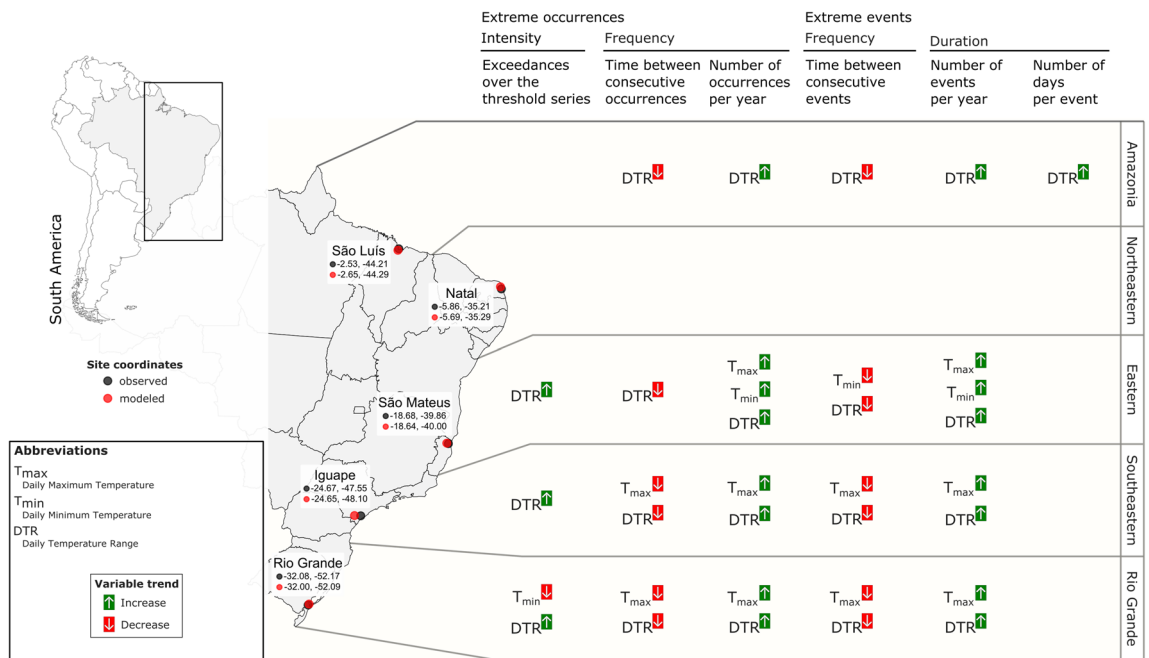 Extreme occurrences
Extreme events
Intensity
Frequency
Frequency
Duration
Exceedances
over the
threshold series
Time between
consecutive
occurrences
Number of
occurrences
per year
Time between
consecutive
events
Number of
events
per year
Number of
days
per event
South America
Site coordinates
observed
modeled
São Luís
-2.53, -44.21
-2.65, -44.29
Natal
-5.86, -35.21
-5.69, -35.29
São Mateus
-18.68, -39.86
-18.64, -40.00
Iguape
-24.67, -47.55
-24.65, -48.10
Rio Grande
-32.08, -52.17
-32.00, -52.09
DTR↓ DTR↑ DTR↓ DTR↑ DTR↑
Amazonia
Northeastern
Tmax↑ Tmax↑
DTR↑ DTR↓ Tmin↑ Tmin↓ Tmin↑
DTR↑ DTR↓ DTR↑
Eastern
Tmax↓ Tmax↑ Tmax↓ Tmax↑
DTR↑ DTR↓ DTR↑ DTR↓ DTR↑
Southeastern
Tmin↓ Tmax↓ Tmax↑ Tmax↓ Tmax↑
DTR↑ DTR↓ DTR↑ DTR↓ DTR↑
Rio Grande
Abbreviations
Tmax
Daily Maximum Temperature
Tmin
Daily Minimum Temperature
DTR
Daily Temperature Range
Variable trend
↑ Increase
↓ Decrease